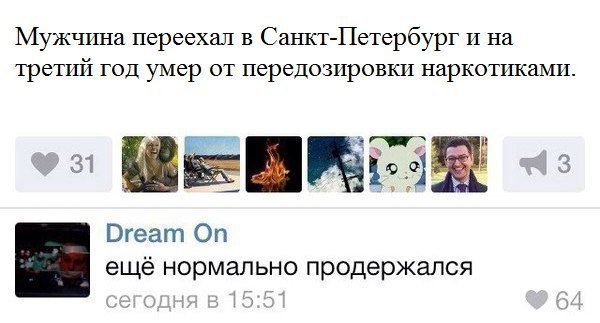 Мужчина переехал в Санкт-Петербург и на
третий год умер от передозировки наркотиками.
31
3
Dream On
ещё нормально продержался
сегодня в 15:51
64